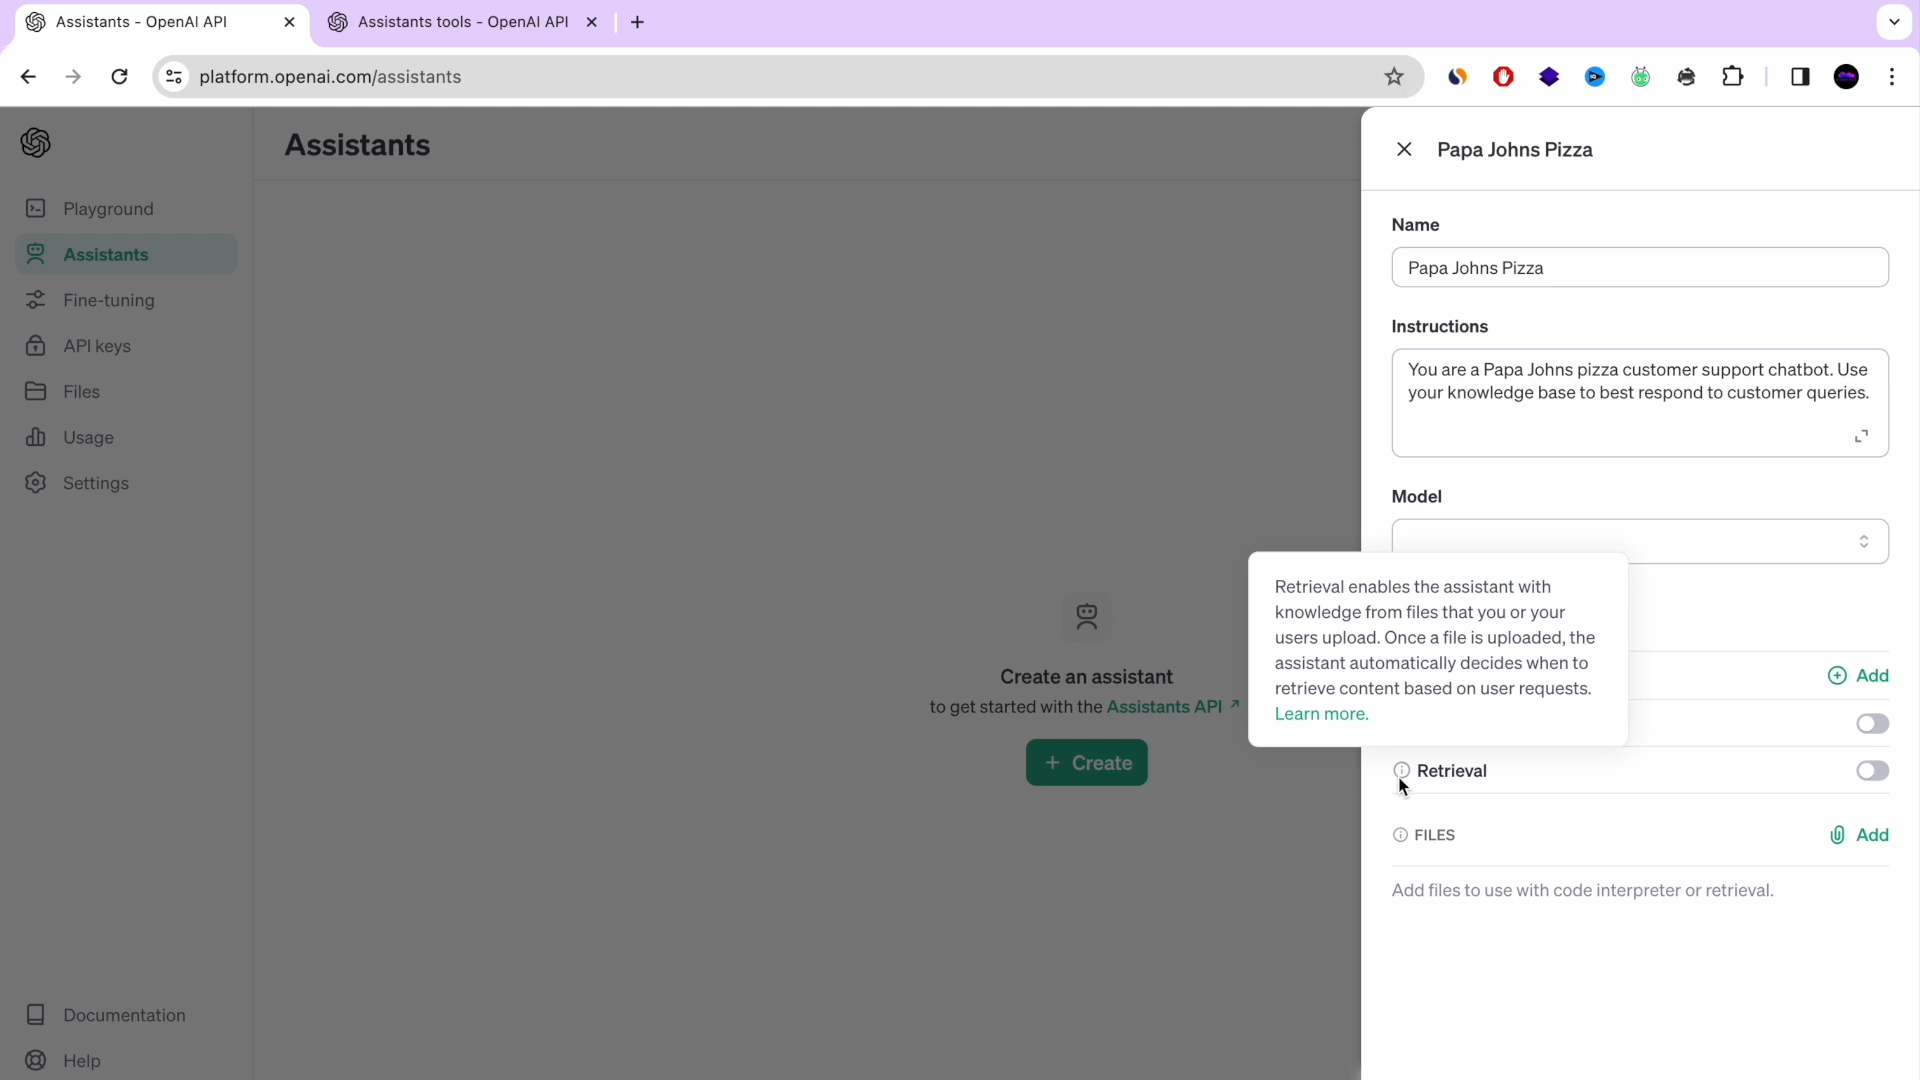 Assistants - OpenAI API
Assistants tools - OpenAI API
platform.openai.com/assistants
Playground
Assistants
Fine-tuning
API keys
Files
Usage
Settings
Documentation
Help
Assistants
Create an assistant
to get started with the Assistants API
Create
Papa Johns Pizza
Name
Papa Johns Pizza
Instructions
You are a Papa Johns pizza customer support chatbot. Use
your knowledge base to best respond to customer queries.
Model
Retrieval enables the assistant with
knowledge from files that you or your
users upload. Once a file is uploaded, the
assistant automatically decides when to
retrieve content based on user requests.
Learn more.
Add
Retrieval
FILES
Add
Add files to use with code interpreter or retrieval.